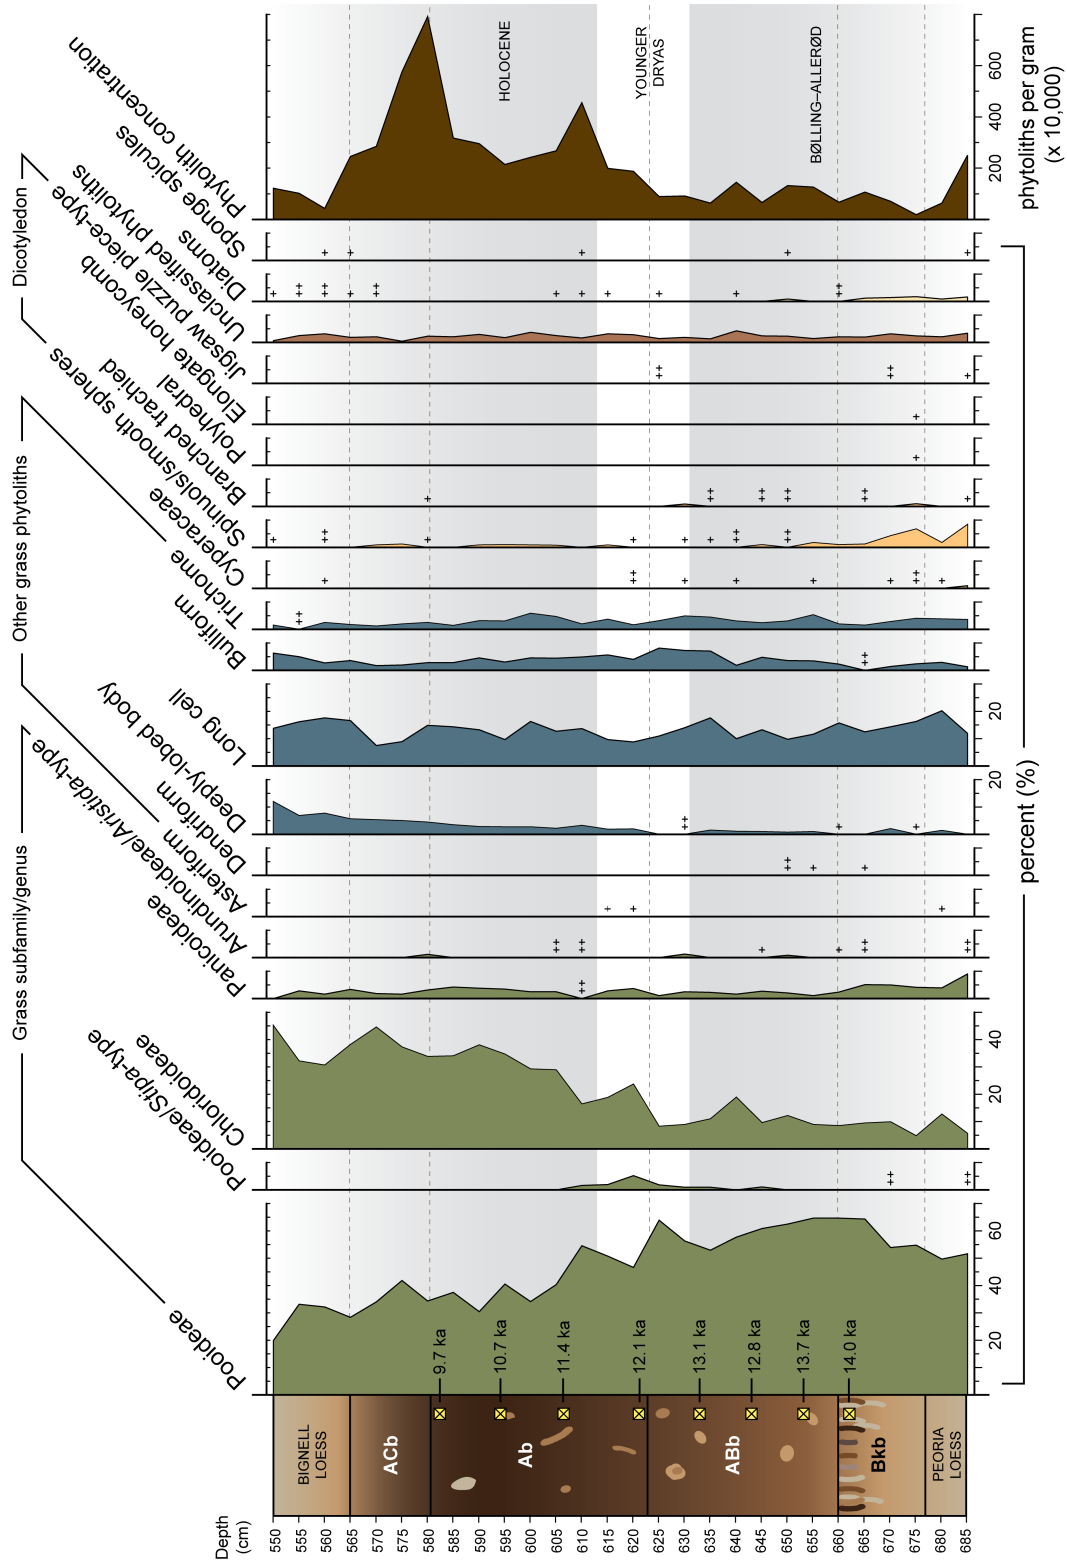 Grass subfamily/genus
Other grass phytoliths
Dicotyledon
Pooideae
Pooideae/Stipa-type
Chloridoideae
Panicoideae
Arundinoideae/Aristida-type
Asteriform
Dendriform
Deeply-lobed body
Long cell
Bulliform
Trichome
Cyperaceae
Spinuols/smooth spheres
Branched trachied
Polyhedral
Elongate honeycomb
Jigsaw puzzle piece-type
Unclassified phytoliths
Diatoms
Sponge spicules
Phytolith concentration
Depth
(cm)
550
555
560
565
570
575
580
585
590
595
600
605
610
615
620
625
630
635
640
645
650
655
660
665
670
675
680
685
BIGNELL
LOESS
ACb
Ab
ABb
Bkb
PEORIA
LOESS
9.7 ka
10.7 ka
11.4 ka
12.1 ka
13.1 ka
12.8 ka
13.7 ka
14.0 ka
HOLOCENE
YOUNGER
DRYAS
BØLLING–ALLERØD
20
40
60
20
40
20
20
200
400
600
percent (%)
phytoliths per gram
(x 10,000)